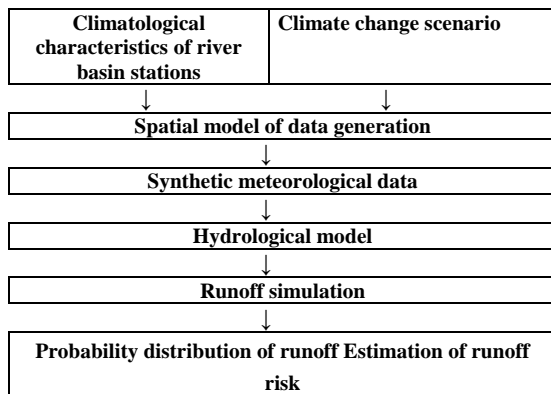 Climatological
characteristics of river
basin stations
Climate change scenario
↓ ↓
Spatial model of data generation
↓
Synthetic meteorological data
↓
Hydrological model
↓
Runoff simulation
↓
Probability distribution of runoff Estimation of runoff
risk